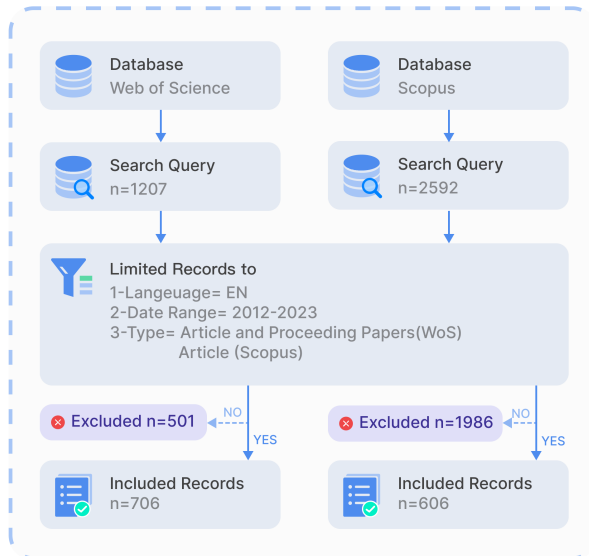 Database
Web of Science
Database
Scopus
Search Query
n=1207
Search Query
n=2592
Limited Records to
1-Langeuage= EN
2-Date Range= 2012-2023
3-Type= Article and Proceeding Papers(WoS)
Article (Scopus)
Excluded n=501
NO
YES
Excluded n=1986
NO
YES
Included Records
n=706
Included Records
n=606